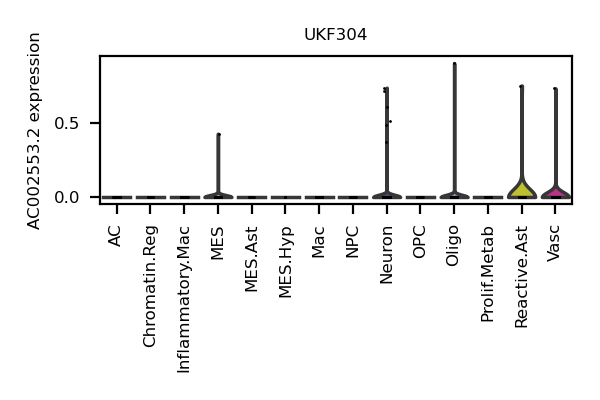 UKF304
AC002553.2 expression
0.5
0.0
AC
Chromatin.Reg
Inflammatory.Mac
MES
MES.Ast
MES.Hyp
Mac
NPC
Neuron
OPC
Oligo
Prolif.Metab
Reactive.Ast
Vasc